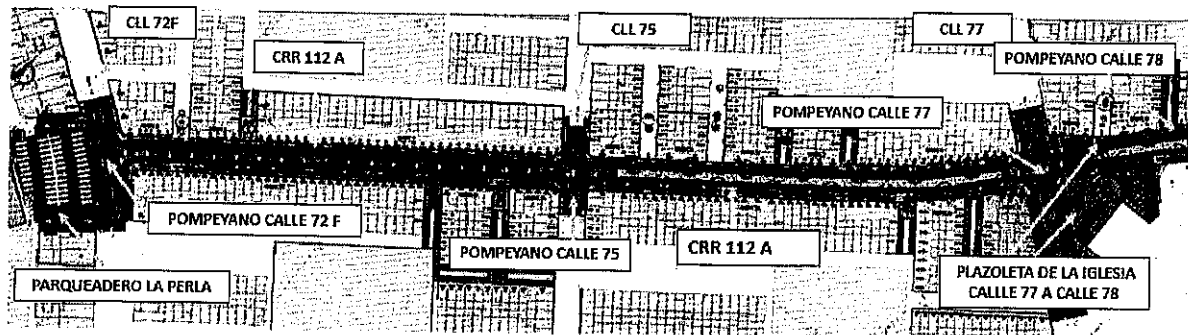 CLL 72F
CLL 75
CLL 77
CRR 112 A
POMPEYANO CALLE 78
POMPEYANO CALLE 77
POMPEYANO CALLE 72 F
POMPEYANO CALLE 75
CRR 112 A
PARQUEADERO LA PERLA
PLAZOLETA DE LA IGLESIA
CALLLE 77 A CALLE 78